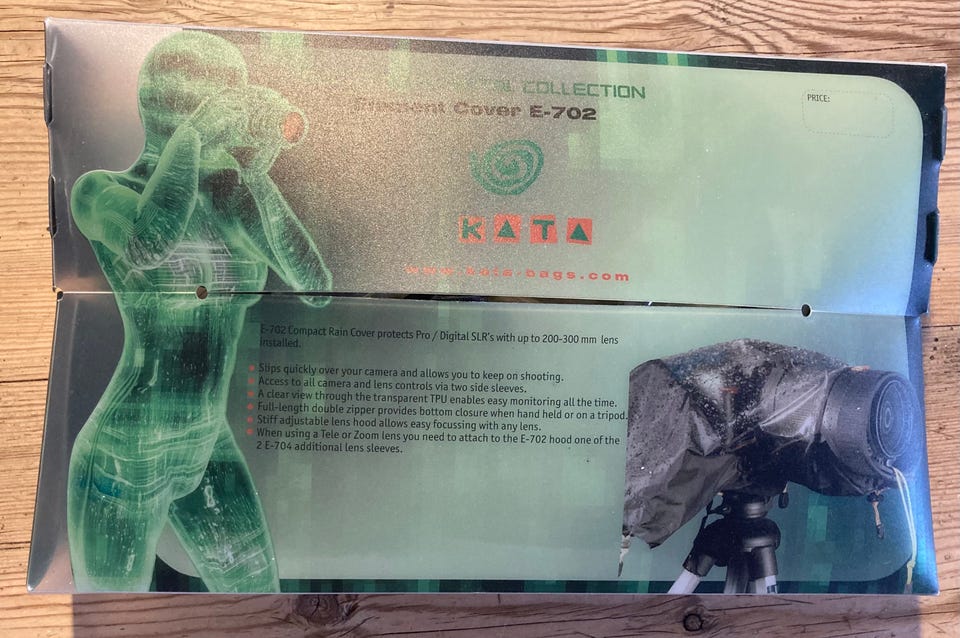 COLLECTION
PRICE:
Cover E-702
KATA
www.kata-bags.com
E-702 Compact Rain Cover protects Pro / Digital SLR's with up to 200-300 mm lens
installed.
Slips quickly over your camera and allows you to keep on shooting.
Access to all camera and lens controls via two side sleeves.
A clear view through the transparent TPU enables easy monitoring all the time.
Full-length double zipper provides bottom closure when hand held or on a tripod.
Stiff adjustable lens hood allows easy focussing with any lens.
When using a Tele or Zoom lens you need to attach to the E-702 hood one of the
2 E-704 additional lens sleeves.